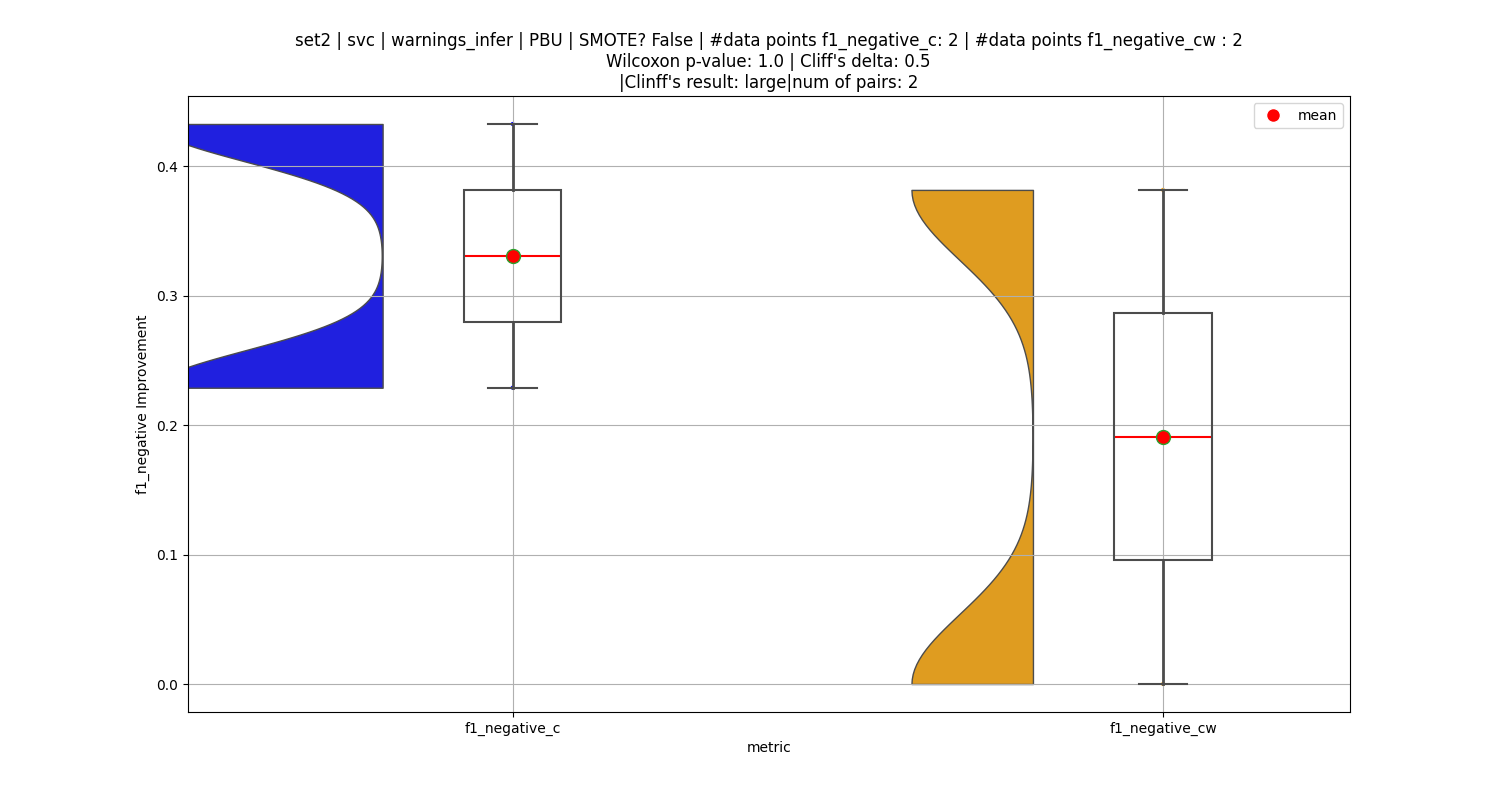 set2 | svc | warnings_infer | PBU | SMOTE? False | #data points f1_negative_c: 2 | #data points f1_negative_cw : 2
Wilcoxon p-value: 1.0 | Cliff's delta: 0.5
|Clinff's result: large|num of pairs: 2
mean
0.4
0.3
0.2
0.1
0.0
f1_negative Improvement
f1_negative_c
f1_negative_cw
metric